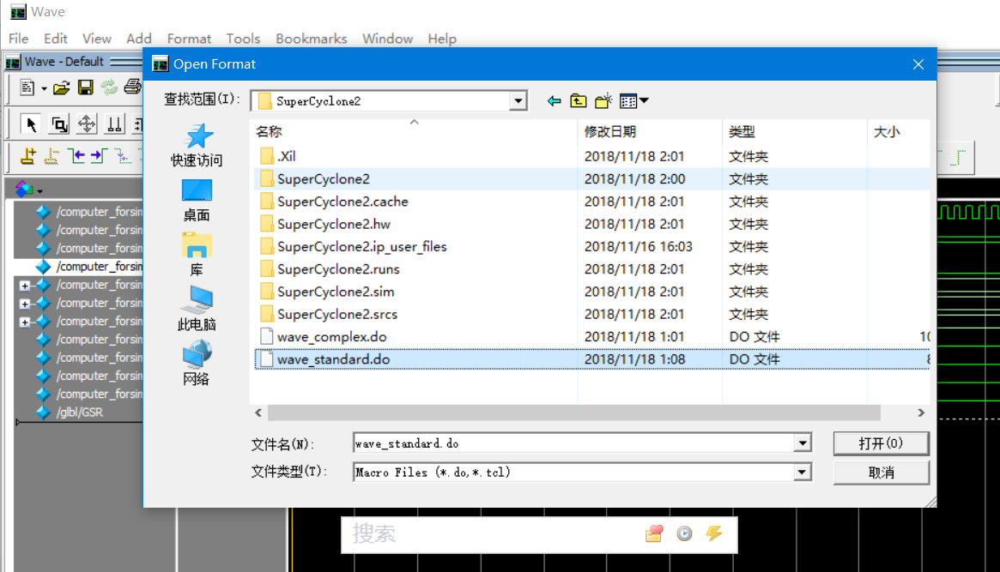 Wave
File Edit View Add Format Tools Bookmarks Window Help
Wave - Default
Open Format
查找范围(I): SuperCyclone2
名称 修改日期 类型 大小
.Xil 2018/11/18 2:01 文件夹
SuperCyclone2 2018/11/18 2:00 文件夹
SuperCyclone2.cache 2018/11/18 2:01 文件夹
SuperCyclone2.hw 2018/11/18 2:01 文件夹
SuperCyclone2.ip_user_files 2018/11/16 16:03 文件夹
SuperCyclone2.runs 2018/11/18 2:01 文件夹
SuperCyclone2.sim 2018/11/18 2:01 文件夹
SuperCyclone2.srcs 2018/11/18 2:01 文件夹
wave_complex.do 2018/11/18 1:01 DO 文件
wave_standard.do 2018/11/18 1:08 DO 文件
快速访问
桌面
库
此电脑
网络
文件名(N): wave_standard.do 打开(O)
文件类型(T): Macro Files (*.do,*.tcl) 取消
/computer_forsin
/computer_forsin
/computer_forsin
/computer_forsin
/computer_forsin
/computer_forsin
/computer_forsin
/computer_forsin
/computer_forsin
/computer_forsin
/computer_forsin
/glbl/GSR
搜索